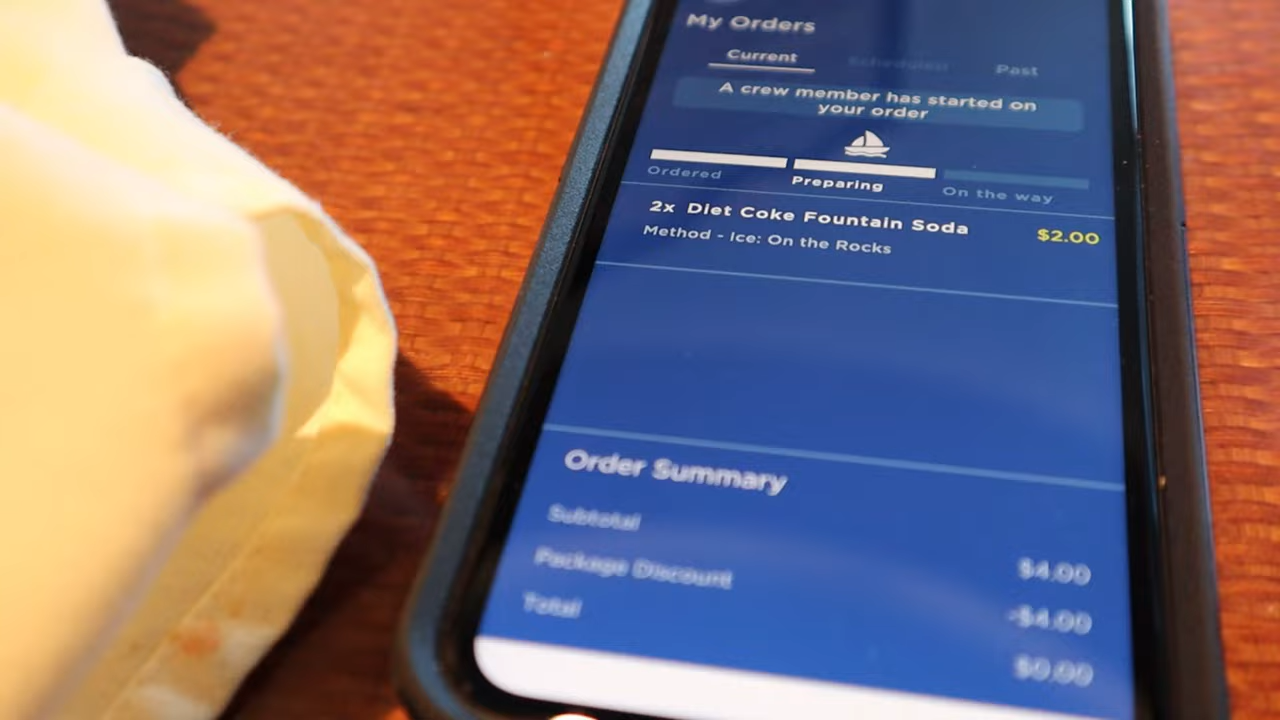 My Orders
Current Scheduled Past
A crew member has started on
your order
Ordered Preparing On the way
2x Diet Coke Fountain Soda $2.00
Method - Ice: On the Rocks
Order Summary
Subtotal $4.00
Package Discount -$4.00
Total $0.00